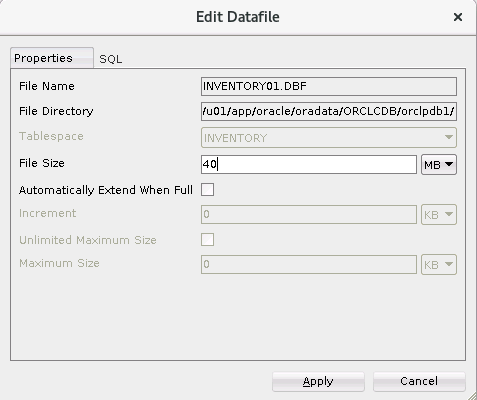 Edit Datafile
Properties SQL
File Name INVENTORY01.DBF
File Directory /u01/app/oracle/oradata/ORCLCDB/orclpdb1/
Tablespace INVENTORY
File Size 40 MB
Automatically Extend When Full
Increment 0 KB
Unlimited Maximum Size
Maximum Size 0 KB
Apply Cancel